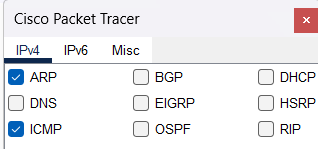 Cisco Packet Tracer
IPv4 IPv6 Misc
ARP BGP DHCP
DNS EIGRP HSRP
ICMP OSPF RIP